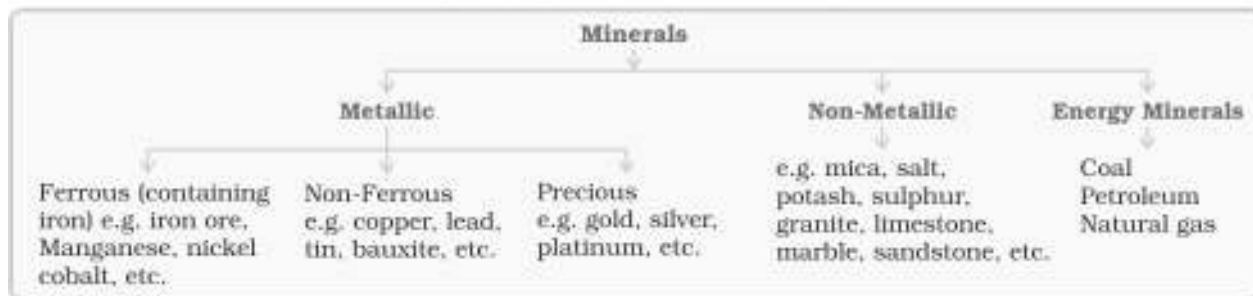 Minerals
Metallic
Non-Metallic
Energy Minerals
Ferrous (containing
iron) e.g. iron ore,
Manganese, nickel
cobalt, etc.
Non-Ferrous
e.g. copper, lead,
tin, bauxite, etc.
Precious
e.g. gold, silver,
platinum, etc.
e.g. mica, salt,
potash, sulphur,
granite, limestone,
marble, sandstone, etc.
Coal
Petroleum
Natural gas